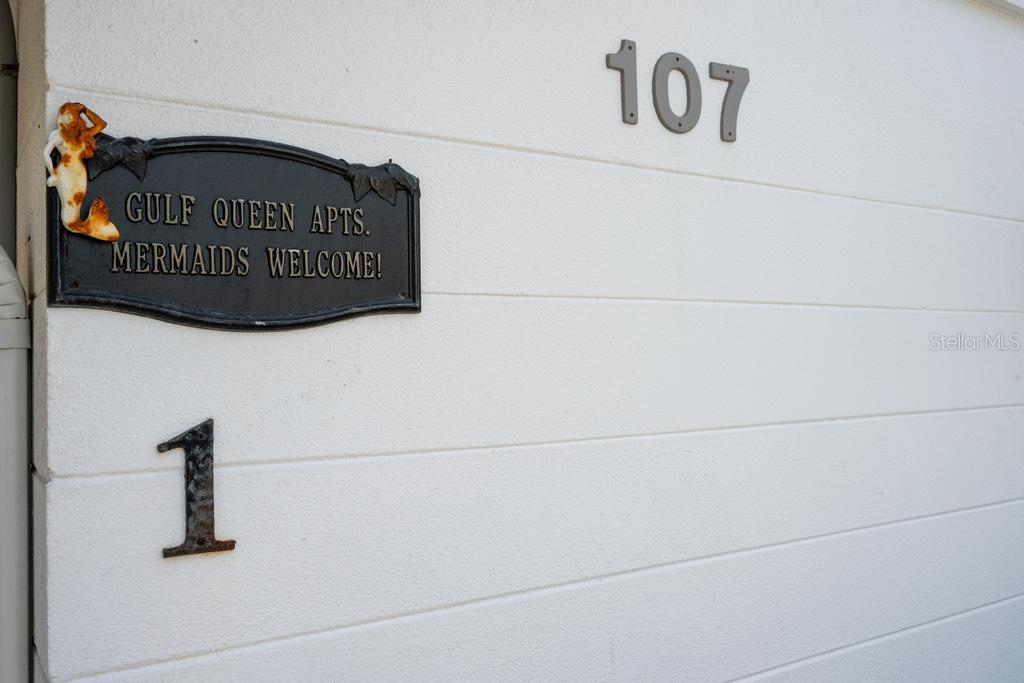 107
GULF QUEEN APTS.
MERMAIDS WELCOME!
StellarMLS
1